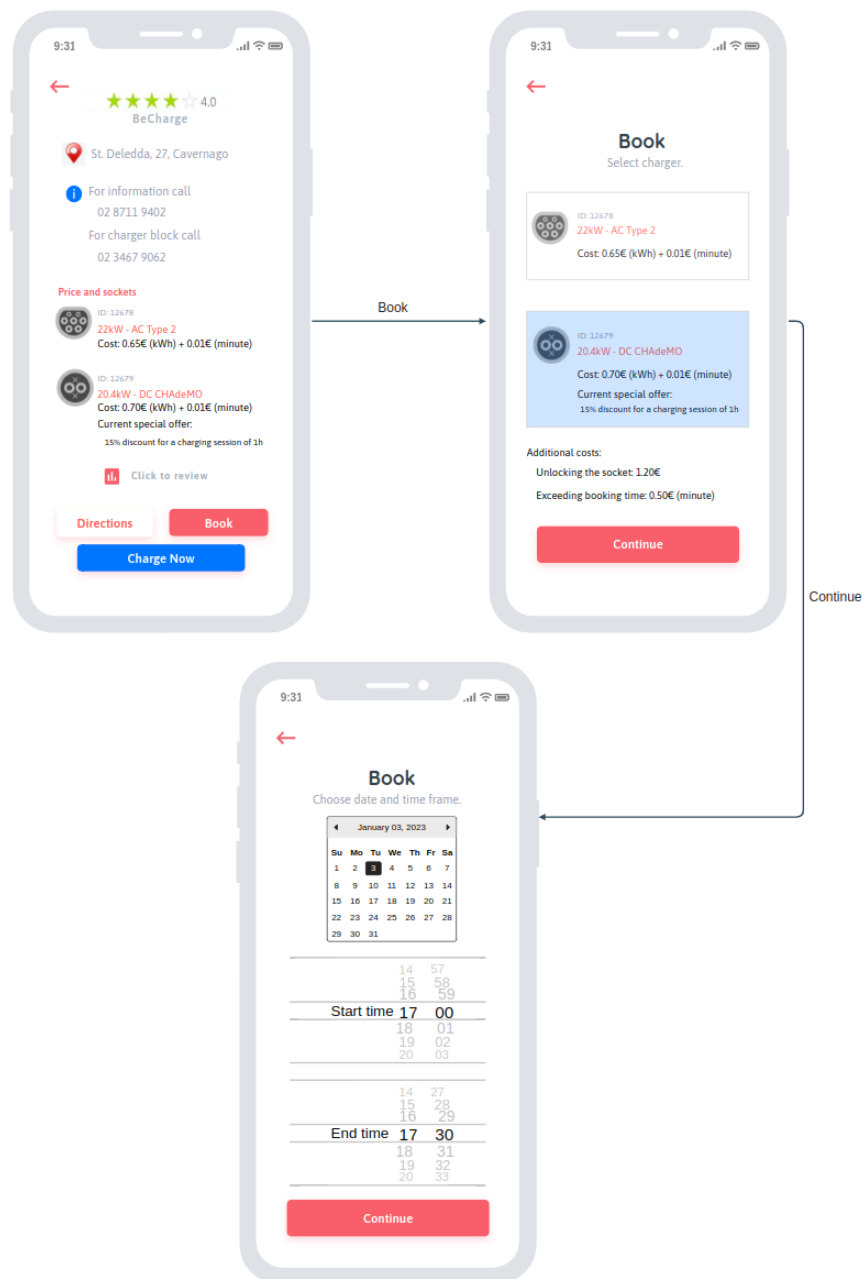 9:31
4.0
BeCharge
St. Deledda, 27, Cavernago
i
For information call
02 8711 9402
For charger block call
02 3467 9062
Price and sockets
ID: 12678
22kW - AC Type 2
Cost: 0.65€ (kWh) + 0.01€ (minute)
ID: 12679
20.4kW - DC CHAdeMO
Cost: 0.70€ (kWh) + 0.01€ (minute)
Current special offer:
15% discount for a charging session of 1h
Click to review
Directions
Book
Charge Now
Book
9:31
Book
Select charger.
ID: 12678
22kW - AC Type 2
Cost: 0.65€ (kWh) + 0.01€ (minute)
ID: 12679
20.4kW - DC CHAdeMO
Cost: 0.70€ (kWh) + 0.01€ (minute)
Current special offer:
15% discount for a charging session of 1h
Additional costs:
Unlocking the socket: 1.20€
Exceeding booking time: 0.50€ (minute)
Continue
Continue
9:31
Book
Choose date and time frame.
January 03, 2023
Su Mo Tu We Th Fr Sa
1 2 3 4 5 6 7
8 9 10 11 12 13 14
15 16 17 18 19 20 21
22 23 24 25 26 27 28
29 30 31
14 57
15 58
16 59
Start time 17 00
18 01
19 02
20 03
14 27
15 28
16 29
End time 17 30
18 31
19 32
20 33
Continue